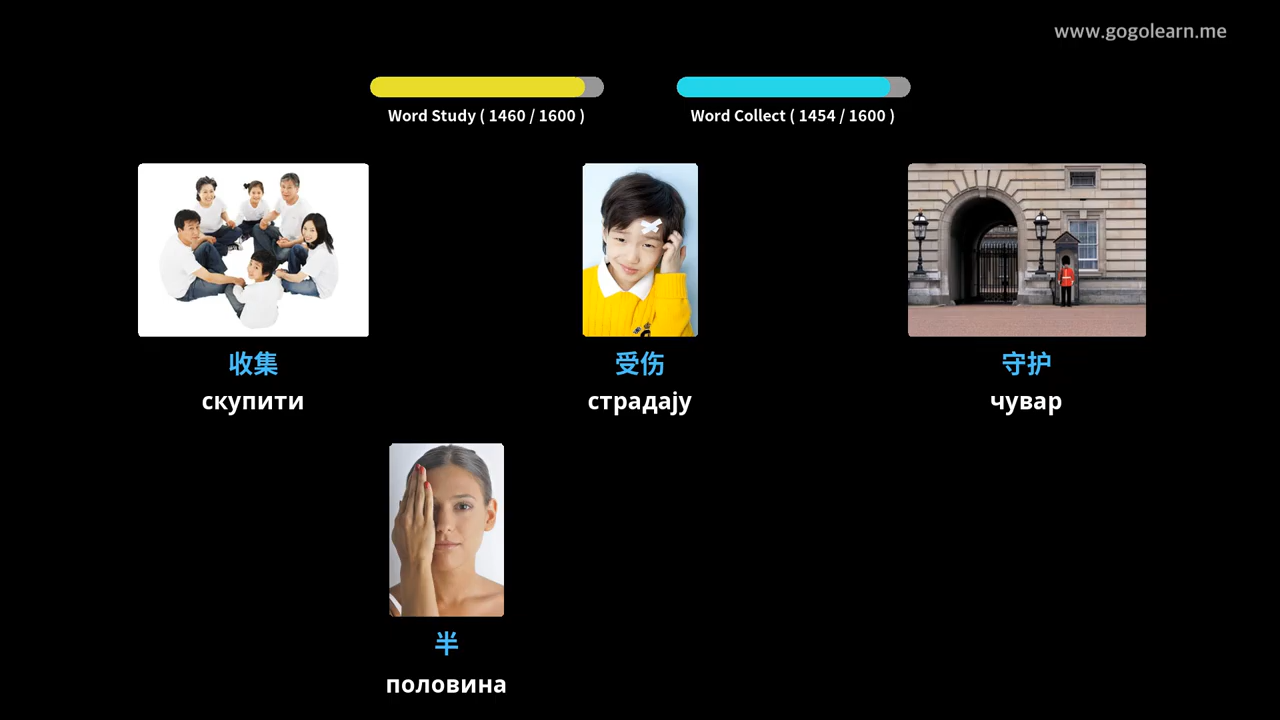 www.gogolearn.me
Word Study ( 1460 / 1600 )
Word Collect ( 1454 / 1600 )
收集
受伤
守护
скупити
страдају
чувар
半
половина